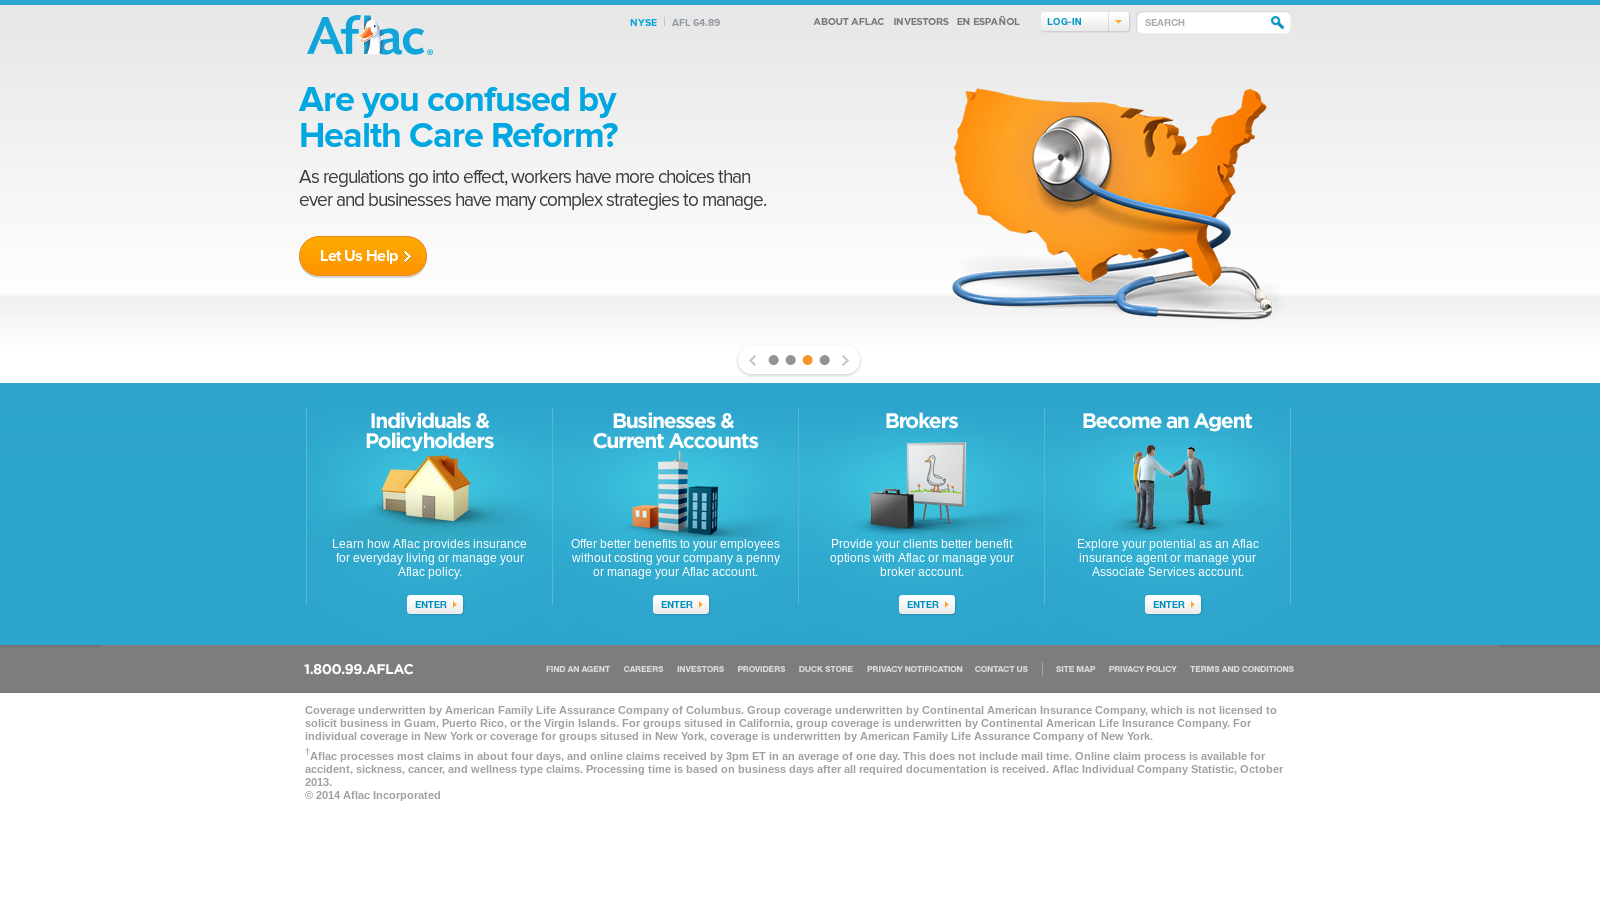 Aflac®
NYSE AFL 64.89
ABOUT AFLAC INVESTORS EN ESPAÑOL
LOG-IN
SEARCH
Are you confused by
Health Care Reform?
As regulations go into effect, workers have more choices than
ever and businesses have many complex strategies to manage.
Let Us Help
Individuals &
Policyholders
Learn how Aflac provides insurance
for everyday living or manage your
Aflac policy.
ENTER
Businesses &
Current Accounts
Offer better benefits to your employees
without costing your company a penny
or manage your Aflac account.
ENTER
Brokers
Provide your clients better benefit
options with Aflac or manage your
broker account.
ENTER
Become an Agent
Explore your potential as an Aflac
insurance agent or manage your
Associate Services account.
ENTER
1.800.99.AFLAC
FIND AN AGENT CAREERS INVESTORS PROVIDERS DUCK STORE PRIVACY NOTIFICATION CONTACT US SITE MAP PRIVACY POLICY TERMS AND CONDITIONS
Coverage underwritten by American Family Life Assurance Company of Columbus. Group coverage underwritten by Continental American Insurance Company, which is not licensed to
solicit business in Guam, Puerto Rico, or the Virgin Islands. For groups sitused in California, group coverage is underwritten by Continental American Life Insurance Company. For
individual coverage in New York or coverage for groups sitused in New York, coverage is underwritten by American Family Life Assurance Company of New York.
†Aflac processes most claims in about four days, and online claims received by 3pm ET in an average of one day. This does not include mail time. Online claim process is available for
accident, sickness, cancer, and wellness type claims. Processing time is based on business days after all required documentation is received. Aflac Individual Company Statistic, October
2013.
© 2014 Aflac Incorporated